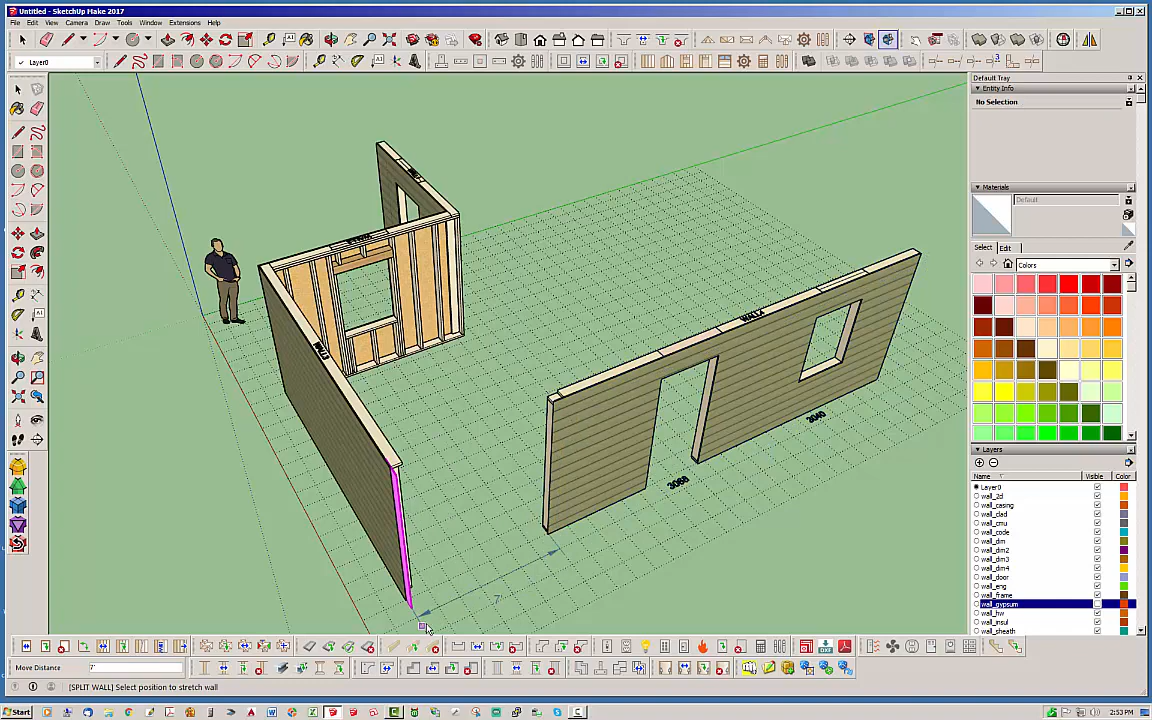 Untitled - SketchUp Make 2017
File Edit View Camera Draw Tools Window Extensions Help
Layer0
Default Tray
Entity Info
No Selection
Materials
Default
Select Edit
Colors
WALLA
3068
2040
7'
Layers
Name Visible Color
Layer0
wall_2d
wall_casing
wall_clad
wall_cmu
wall_code
wall_dim
wall_dim2
wall_dim3
wall_dim4
wall_door
wall_eng
wall_frame
wall_gypsum
wall_hw
wall_insul
wall_sheath
Move Distance 7'
[SPLIT WALL] Select position to stretch wall
Start
2:53 PM